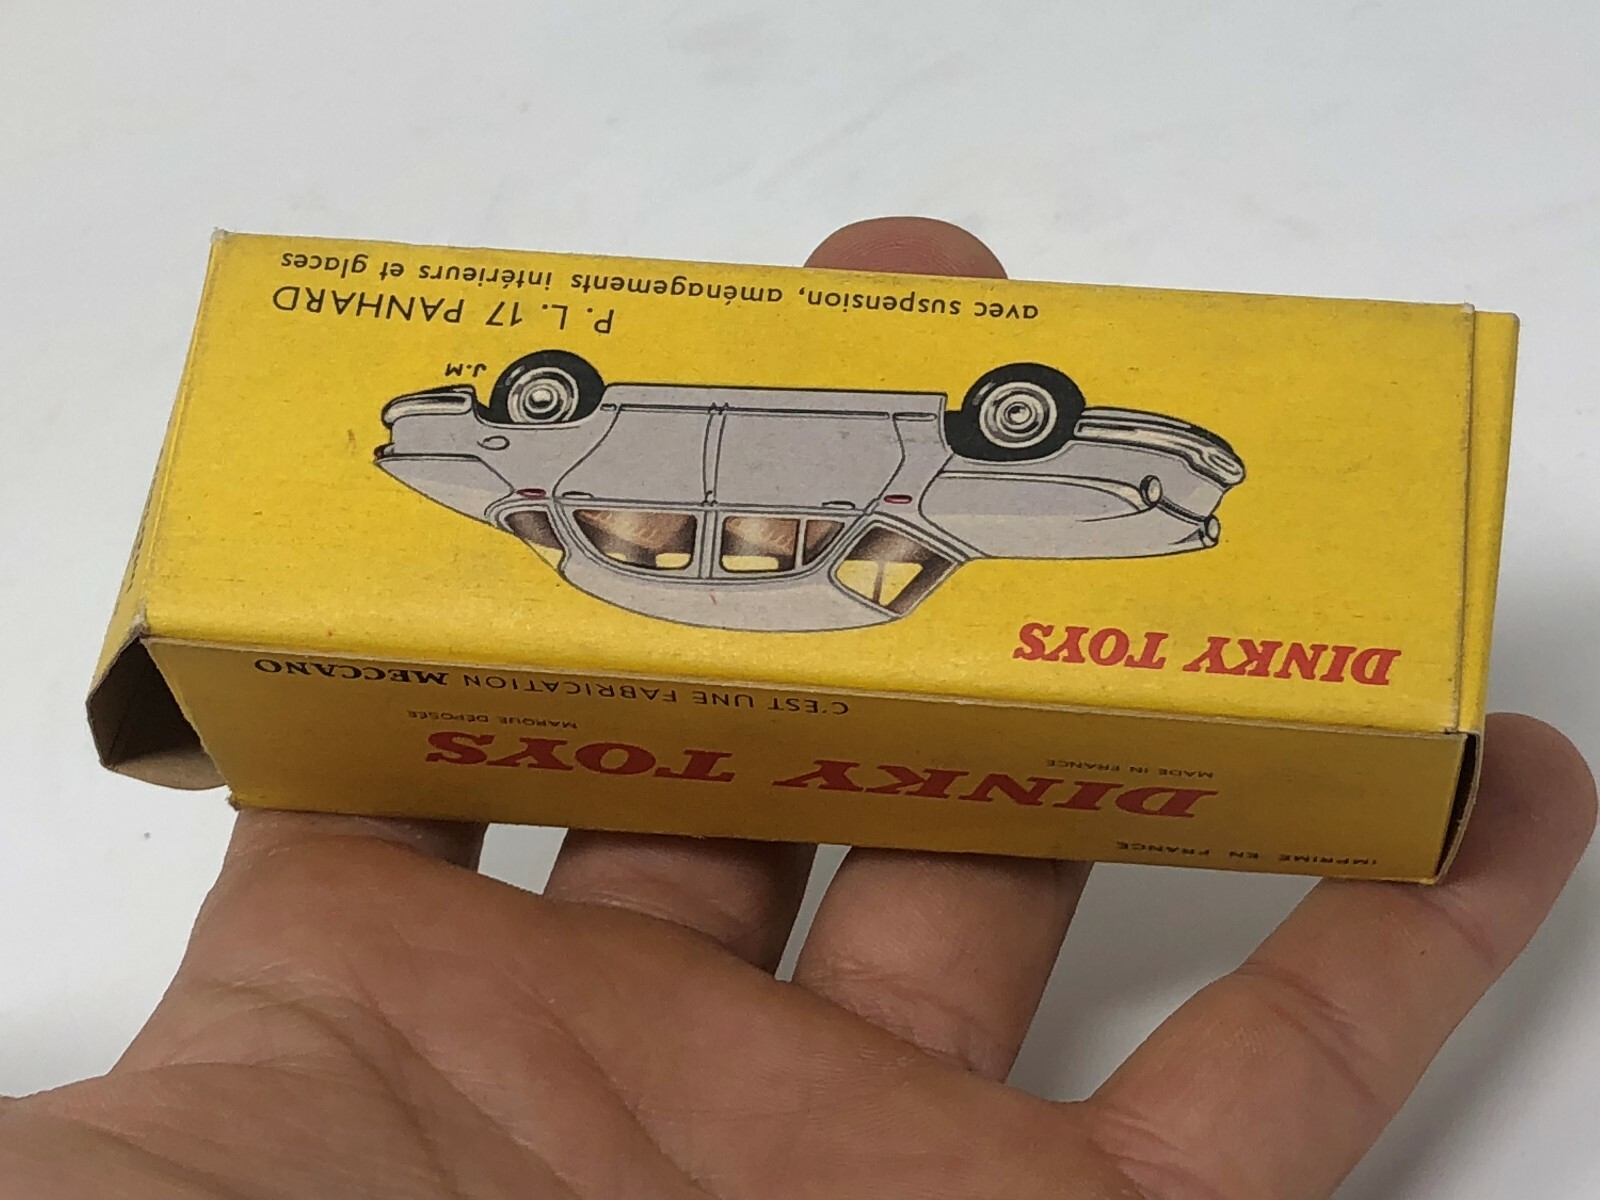 DINKY TOYS
J.M
P. L. 17 PANHARD
avec suspension, aménagements intérieurs et glaces
IMPRIME EN FRANCE
MADE IN FRANCE
DINKY TOYS
MARQUE DÉPOSÉE
C'EST UNE FABRICATION MECCANO